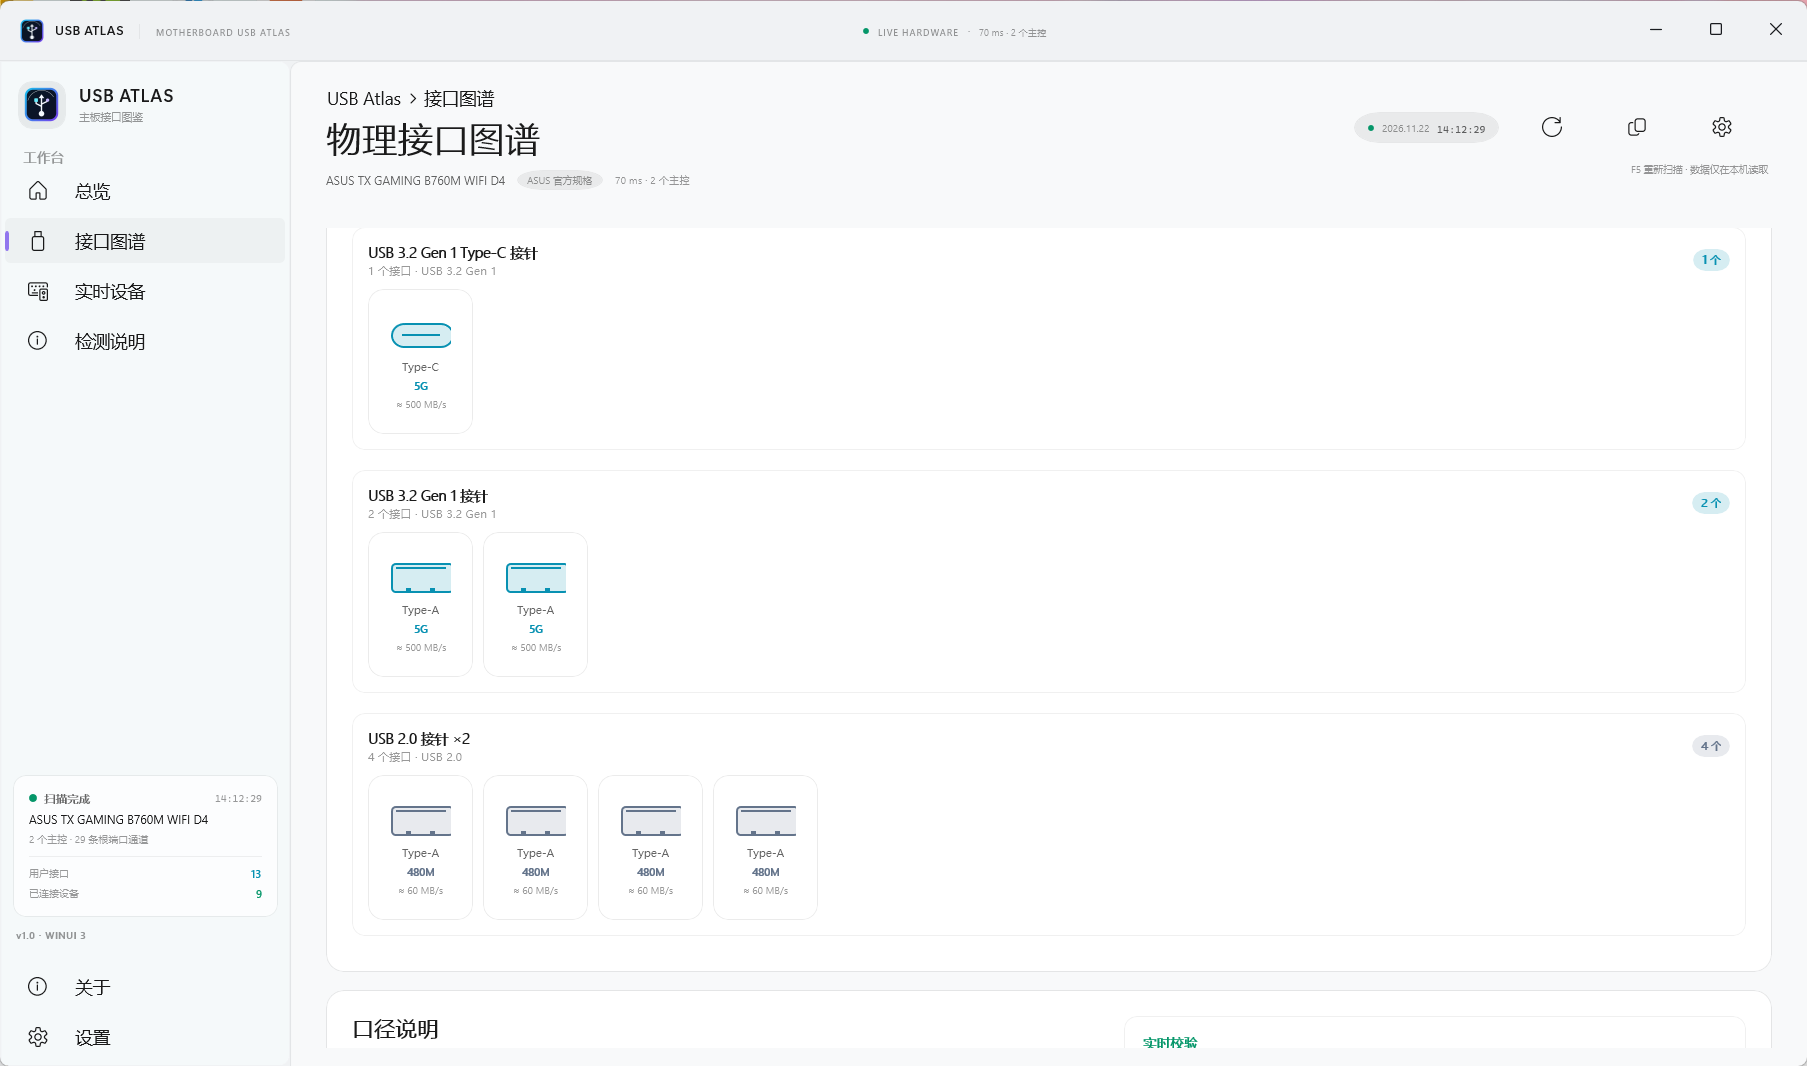 USB ATLAS
MOTHERBOARD USB ATLAS
LIVE HARDWARE · 70 ms · 2 个主控
USB ATLAS
主板接口图鉴
工作台
总览
接口图谱
实时设备
检测说明
扫描完成 14:12:29
ASUS TX GAMING B760M WIFI D4
2 个主控 · 29 条根端口通道
用户接口 13
已连接设备 9
v1.0 · WINUI 3
关于
设置
USB Atlas > 接口图谱
物理接口图谱
ASUS TX GAMING B760M WIFI D4 ASUS 官方规格 70 ms · 2 个主控
2026.11.22 14:12:29
F5 重新扫描 · 数据仅在本机读取
USB 3.2 Gen 1 Type-C 接针
1 个接口 · USB 3.2 Gen 1
1 个
Type-C
5G
≈ 500 MB/s
USB 3.2 Gen 1 接针
2 个接口 · USB 3.2 Gen 1
2 个
Type-A Type-A
5G 5G
≈ 500 MB/s ≈ 500 MB/s
USB 2.0 接针 ×2
4 个接口 · USB 2.0
4 个
Type-A Type-A Type-A Type-A
480M 480M 480M 480M
≈ 60 MB/s ≈ 60 MB/s ≈ 60 MB/s ≈ 60 MB/s
口径说明
实时校验